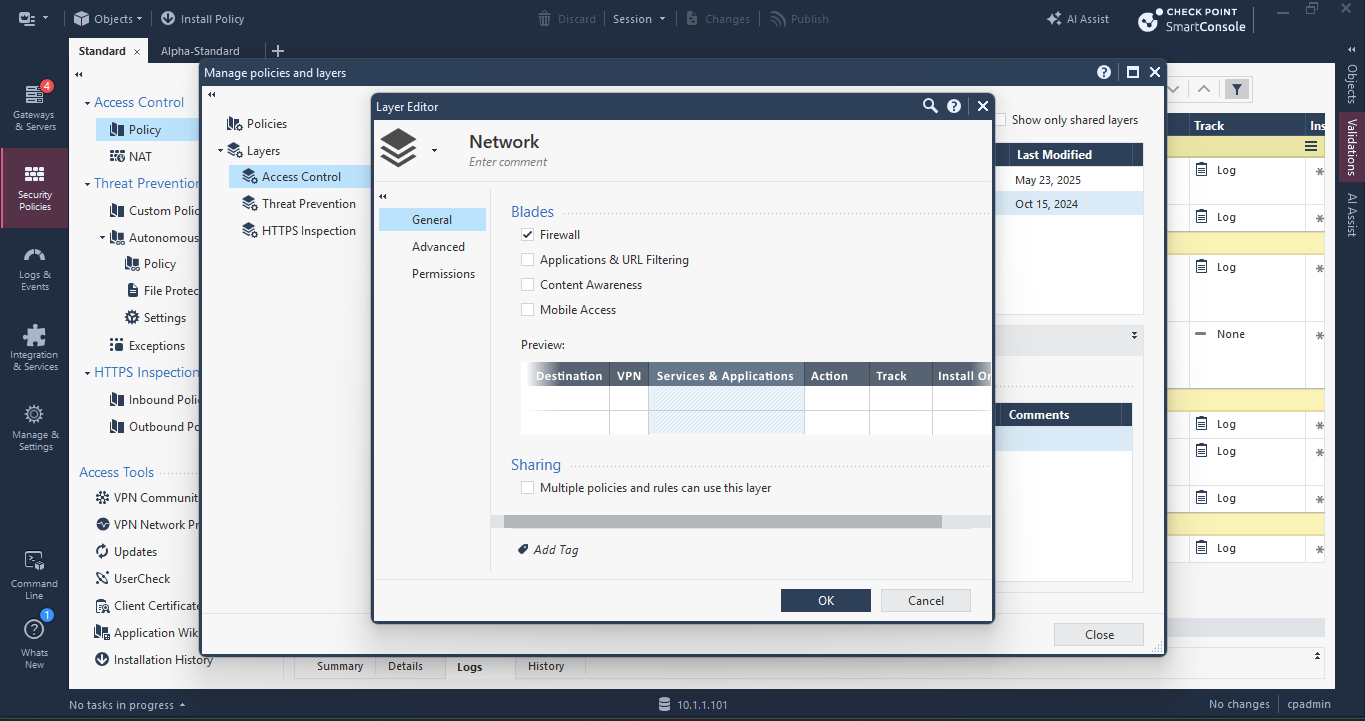 Objects
Install Policy
Discard
Session
Changes
Publish
AI Assist
CHECK POINT
SmartConsole
Standard
Alpha-Standard
4
Gateways
& Servers
Security
Policies
Logs &
Events
Integration
& Services
Manage &
Settings
Command
Line
1
Whats
New
Access Control
Policy
NAT
Threat Prevention
Custom Polic
Autonomous
Policy
File Protec
Settings
Exceptions
HTTPS Inspection
Inbound Poli
Outbound Po
Access Tools
VPN Communit
VPN Network Pr
Updates
UserCheck
Client Certificate
Application Wik
Installation History
Manage policies and layers
Policies
Layers
Access Control
Threat Prevention
HTTPS Inspection
Show only shared layers
Last Modified
May 23, 2025
Oct 15, 2024
Comments
Close
Layer Editor
Network
Enter comment
General
Advanced
Permissions
Blades
Firewall
Applications & URL Filtering
Content Awareness
Mobile Access
Preview:
Destination VPN Services & Applications Action Track Install On
Sharing
Multiple policies and rules can use this layer
Add Tag
OK
Cancel
Track
Ins
Log
Log
Log
None
Log
Log
Log
Log
Objects
Validations
AI Assist
Summary
Details
Logs
History
No tasks in progress
10.1.1.101
No changes
cpadmin